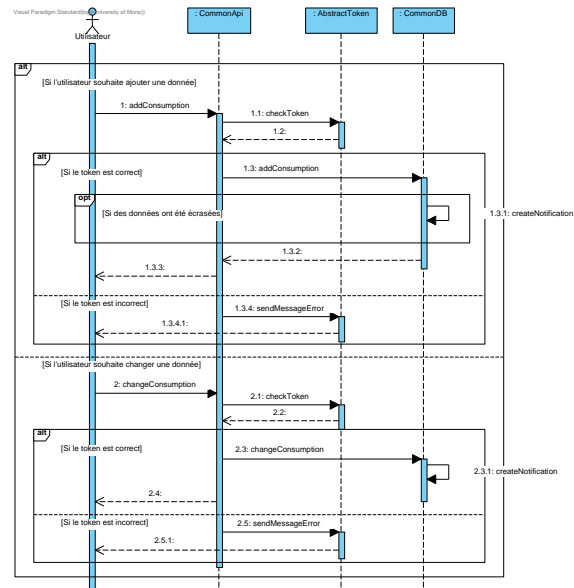 Visual Paradigm Standard(boy(University of Mons))
Utilisateur
: CommonApi
: AbstractToken
: CommonDB
alt
[Si l'utilisateur souhaite ajouter une donnée]
1: addConsumption
1.1: checkToken
1.2:
alt
[Si le token est correct]
1.3: addConsumption
opt
[Si des données ont été écrasées]
1.3.1: createNotification
1.3.2:
1.3.3:
[Si le token est incorrect]
1.3.4: sendMessageError
1.3.4.1:
[Si l'utilisateur souhaite changer une donnée]
2: changeConsumption
2.1: checkToken
2.2:
alt
[Si le token est correct]
2.3: changeConsumption
2.3.1: createNotification
2.4:
[Si le token est incorrect]
2.5: sendMessageError
2.5.1: